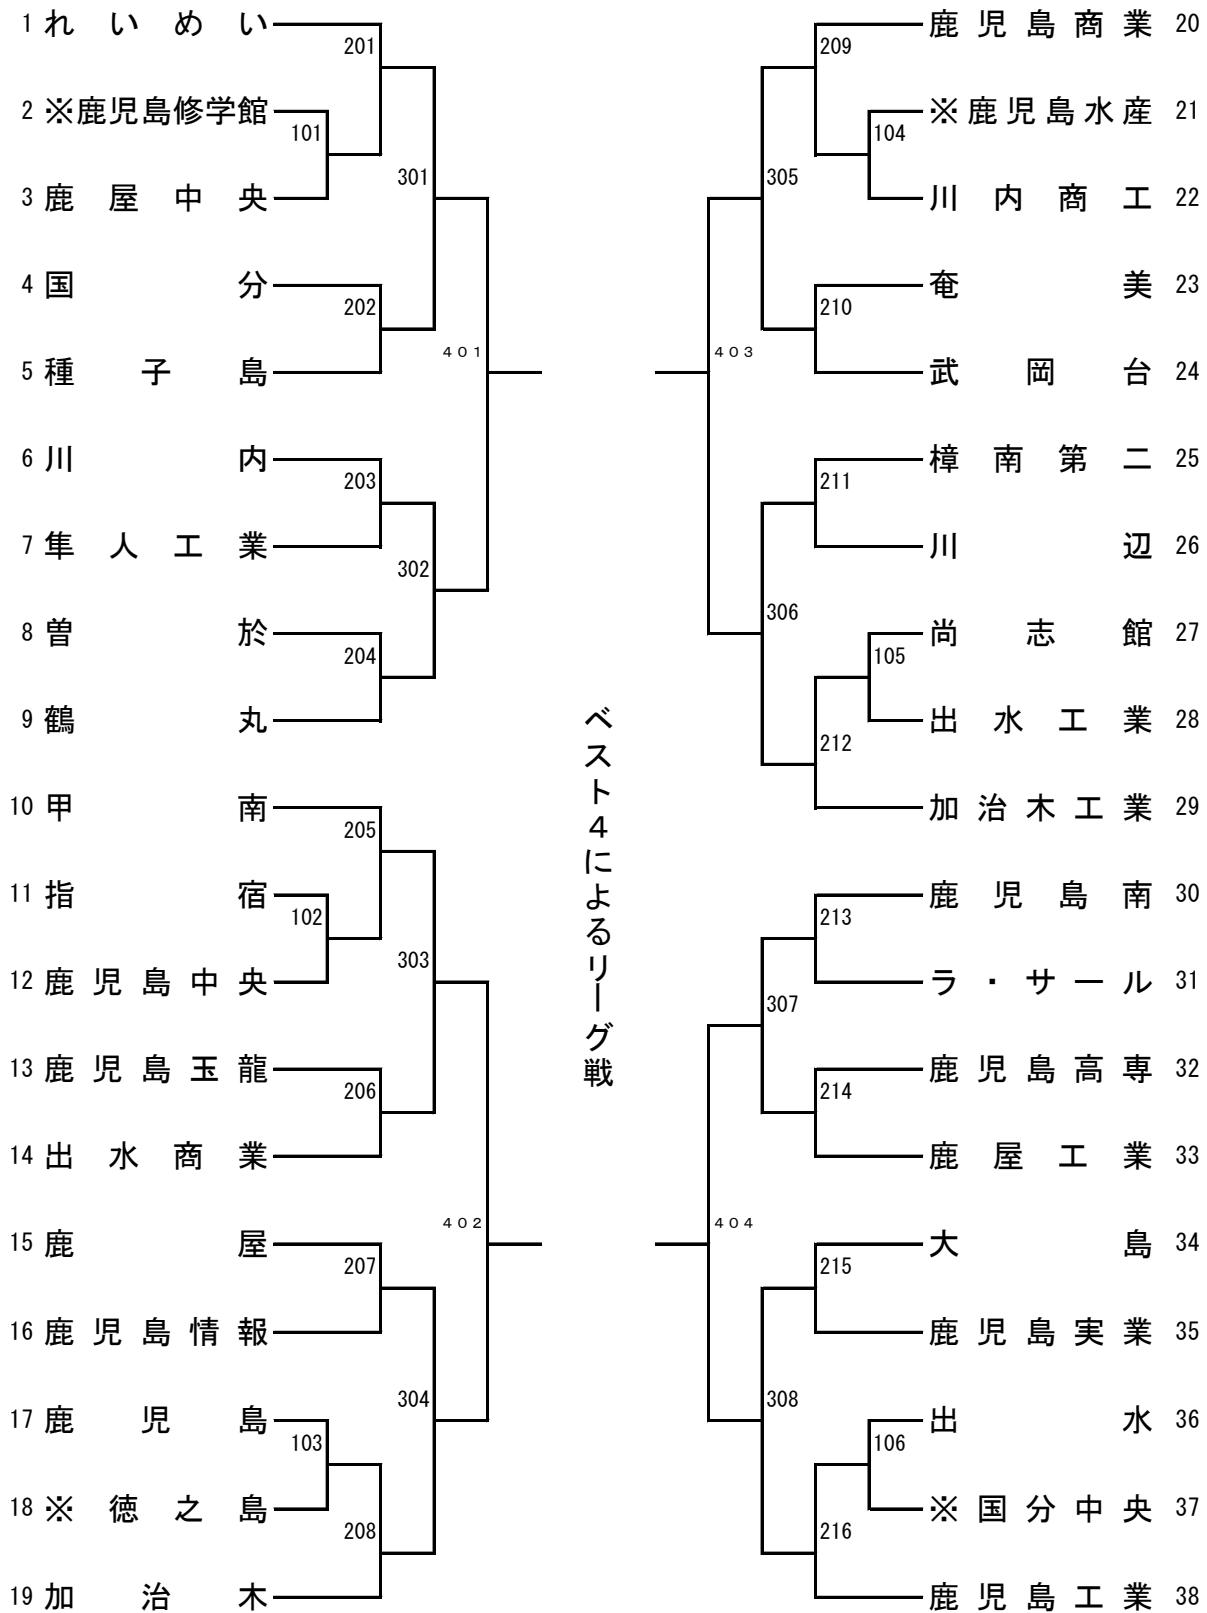 1 れいめい
201
2 ※鹿児島修学館
101
3 鹿屋中央
301
4 国分
202
5 種子島
401
6 川内
203
7 隼人工業
302
8 曽於
204
9 鶴丸
10 甲南
205
11 指宿
102
12 鹿児島中央
303
13 鹿児島玉龍
206
14 出水商業
402
15 鹿屋
207
16 鹿児島情報
304
17 鹿児島
103
18 ※徳之島
208
19 加治木
ベスト4によるリーグ戦
鹿児島商業 20
209
※鹿児島水産 21
104
川内商工 22
305
奄美 23
210
武岡台 24
403
樟南第二 25
211
川辺 26
306
尚志館 27
105
出水工業 28
212
加治木工業 29
鹿児島南 30
213
ラ・サール 31
307
鹿児島高専 32
214
鹿屋工業 33
404
大島 34
215
鹿児島実業 35
308
出水 36
106
※国分中央 37
216
鹿児島工業 38